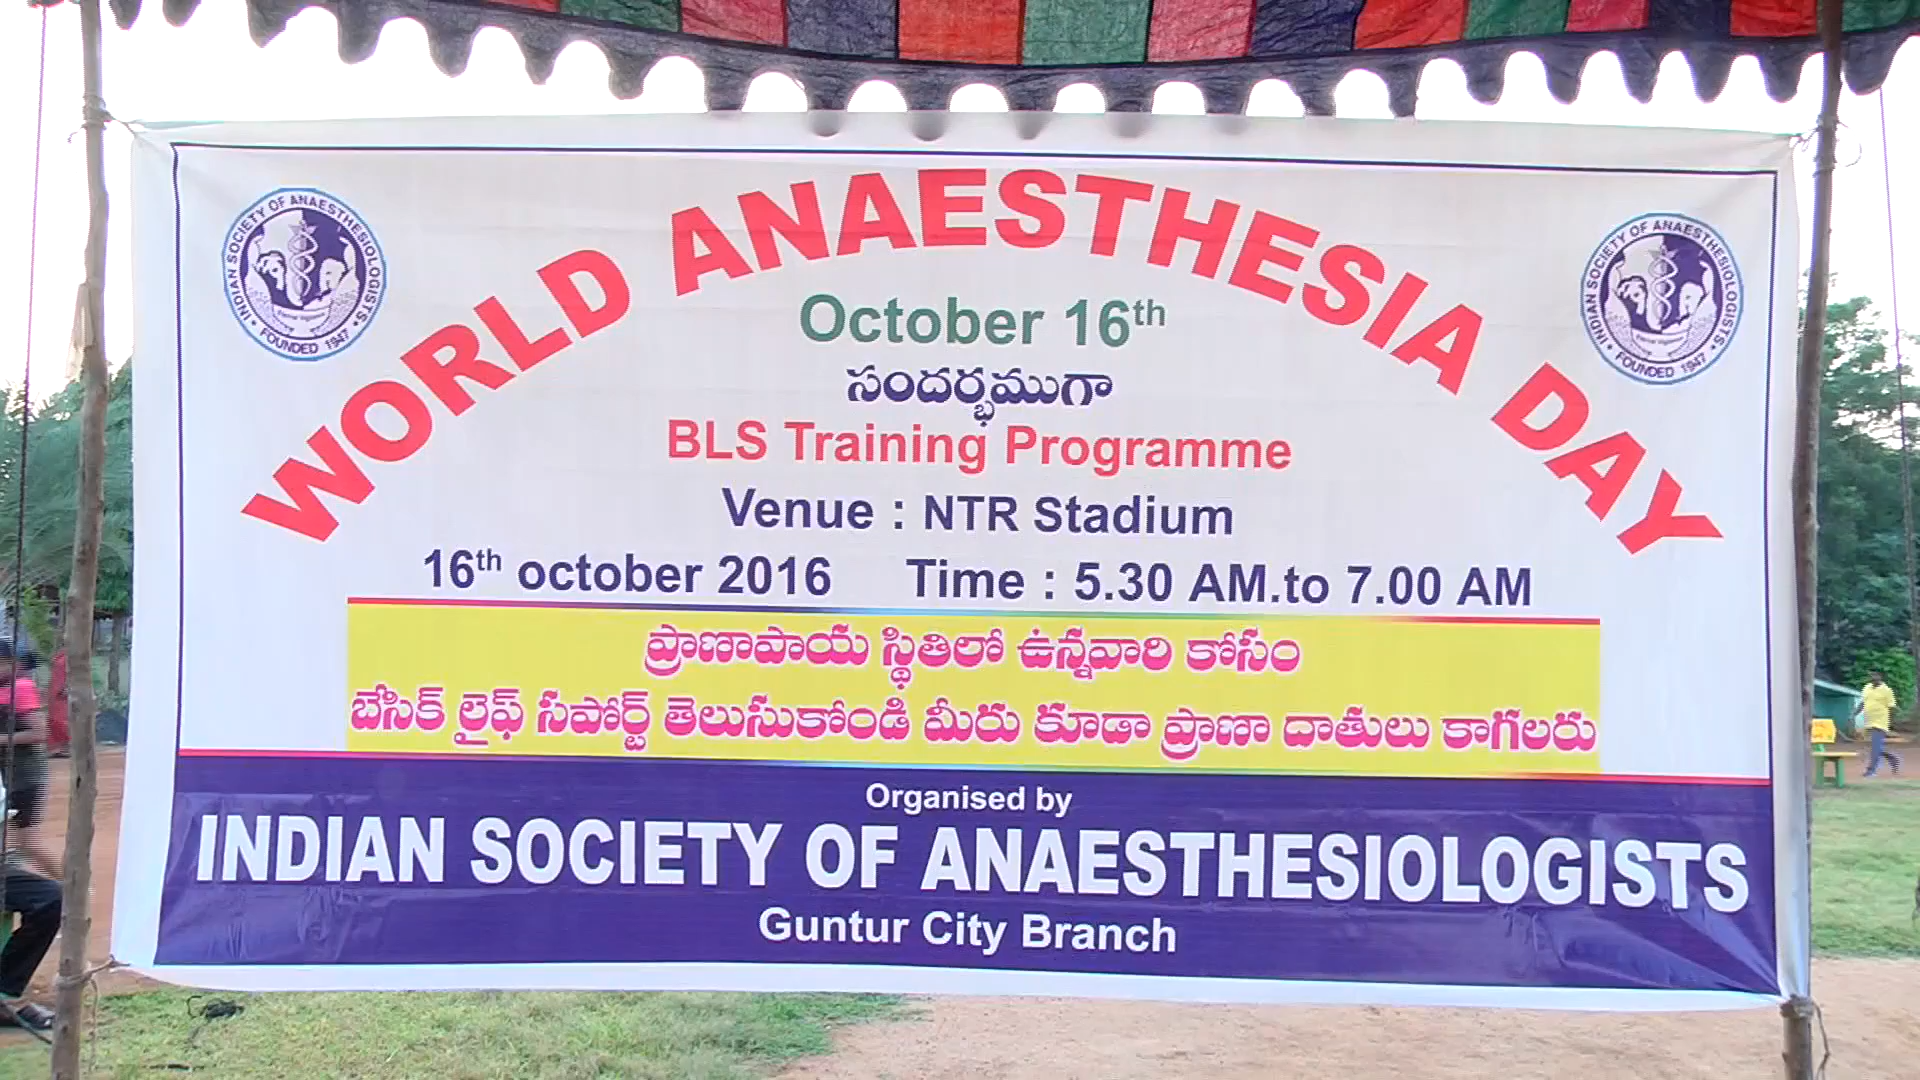 WORLD ANAESTHESIA DAY
INDIAN SOCIETY OF ANAESTHESIOLOGISTS
FOUNDED 1947
INDIAN SOCIETY OF ANAESTHESIOLOGISTS
FOUNDED 1947
October 16th
సందర్భముగా
BLS Training Programme
Venue : NTR Stadium
16th october 2016 Time : 5.30 AM.to 7.00 AM
ప్రాణాపాయ స్థితిలో ఉన్నవారి కోసం
బేసిక్ లైఫ్ సపోర్ట్ తెలుసుకోండి మీరు కూడా ప్రాణా దాతులు కాగలరు
Organised by
INDIAN SOCIETY OF ANAESTHESIOLOGISTS
Guntur City Branch